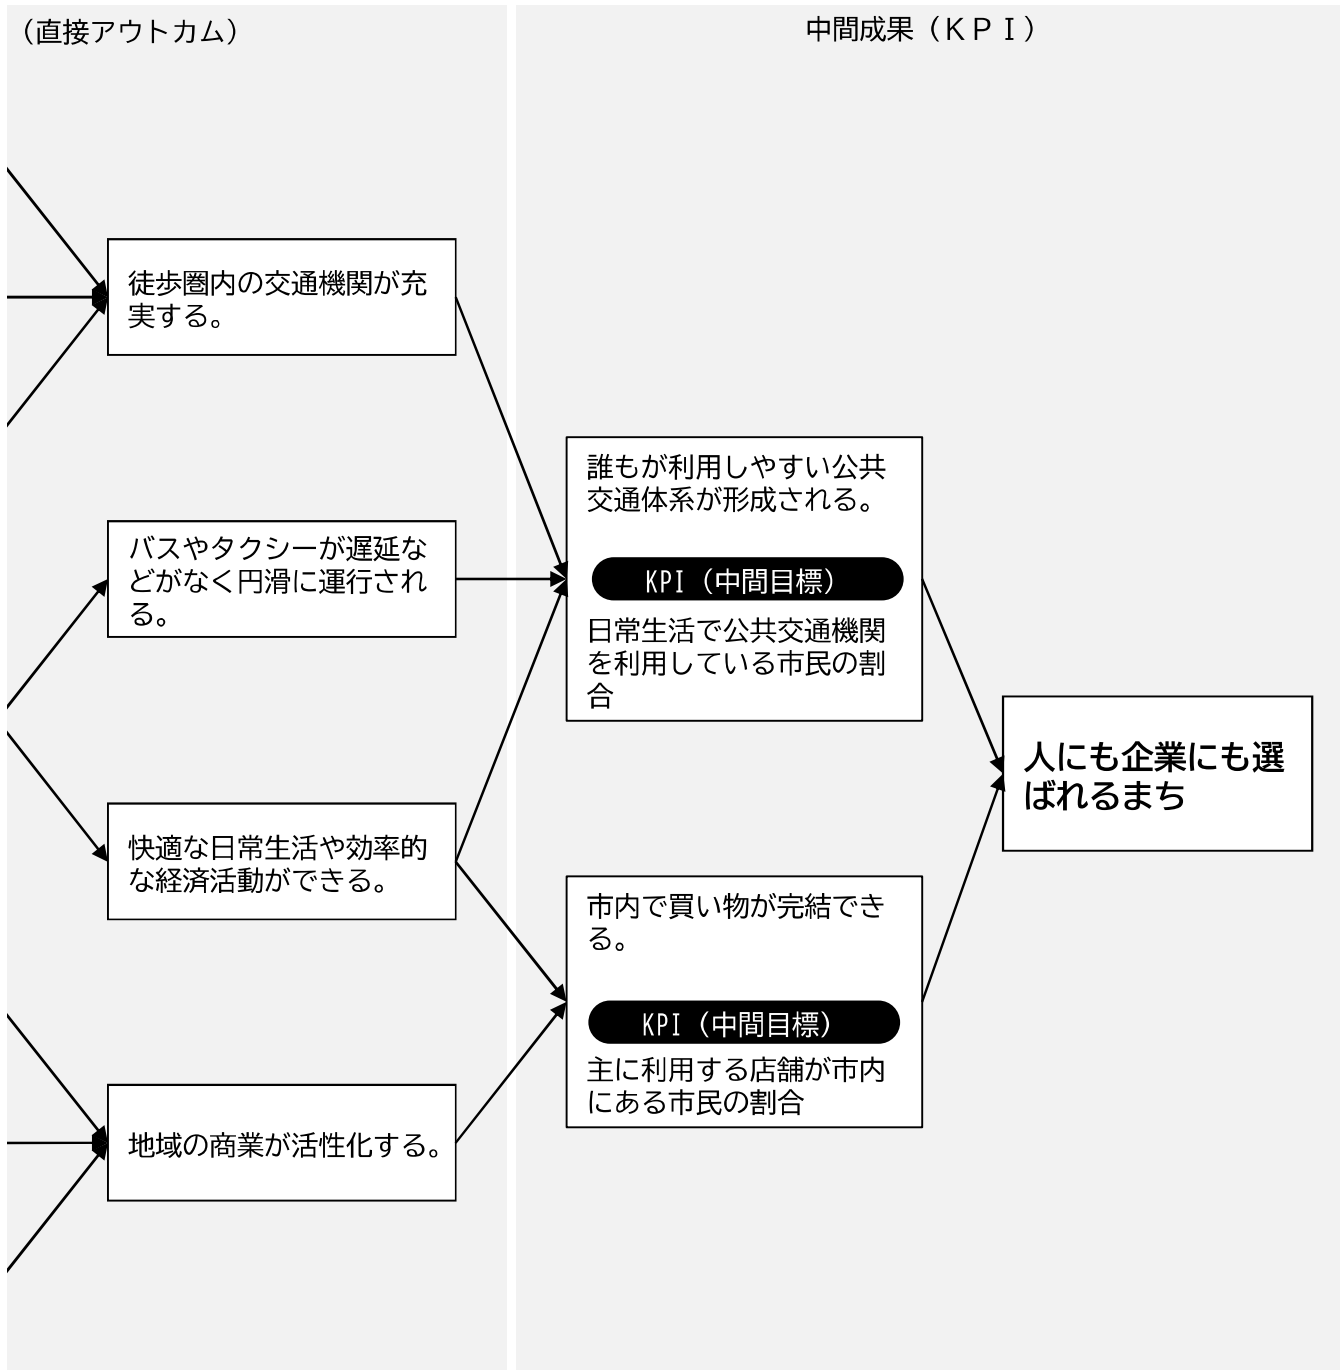 （直接アウトカム）
中間成果（ＫＰＩ）
徒歩圏内の交通機関が充
実する。
バスやタクシーが遅延な
どがなく円滑に運行され
る。
快適な日常生活や効率的
な経済活動ができる。
地域の商業が活性化する。
誰もが利用しやすい公共
交通体系が形成される。
KPI（中間目標）
日常生活で公共交通機関
を利用している市民の割
合
市内で買い物が完結でき
る。
KPI（中間目標）
主に利用する店舗が市内
にある市民の割合
人にも企業にも選
ばれるまち